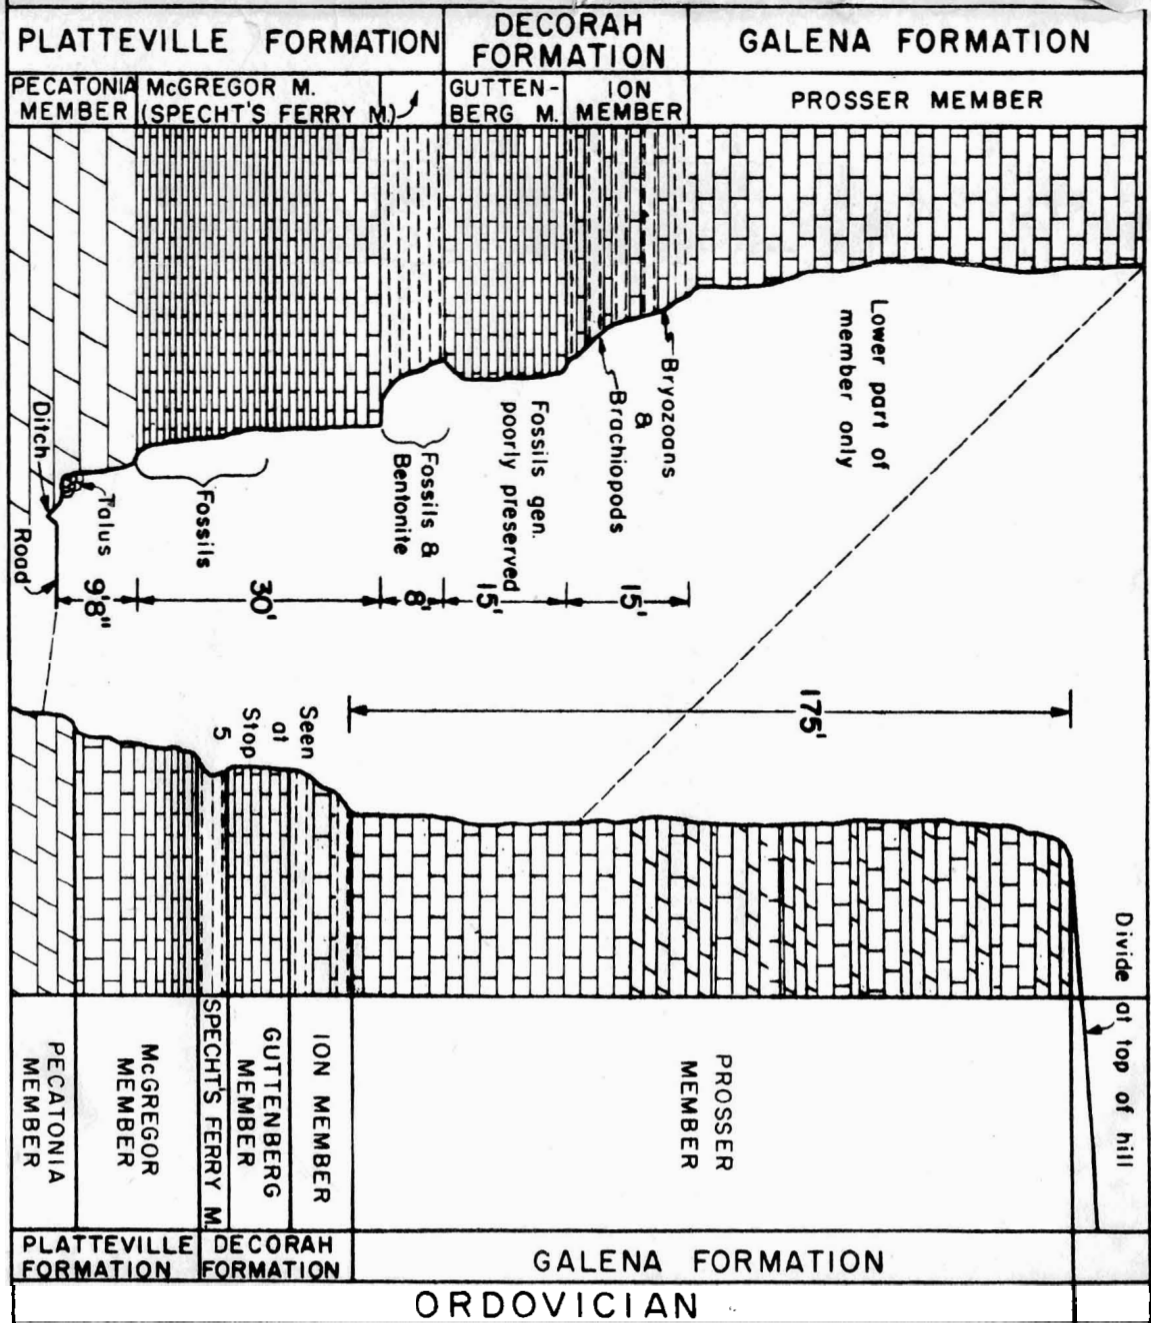 PLATTEVILLE FORMATION
DECORAH
FORMATION
GALENA FORMATION
PECATONIA
MEMBER
McGREGOR M.
(SPECHT'S FERRY M.)
GUTTEN-
BERG M.
ION
MEMBER
PROSSER MEMBER
Lower part of
member only
Bryozoans
&
Brachiopods
Fossils gen.
poorly preserved
Fossils &
Bentonite
Fossils
Talus
Ditch
Road
9'8"
30'
8'
15'
15'
175'
Seen
at
Stop
5
Divide at top of hill
PECATONIA
MEMBER
McGREGOR
MEMBER
SPECHT'S FERRY M.
GUTTENBERG
MEMBER
ION MEMBER
PROSSER
MEMBER
PLATTEVILLE
FORMATION
DECORAH
FORMATION
GALENA FORMATION
ORDOVICIAN